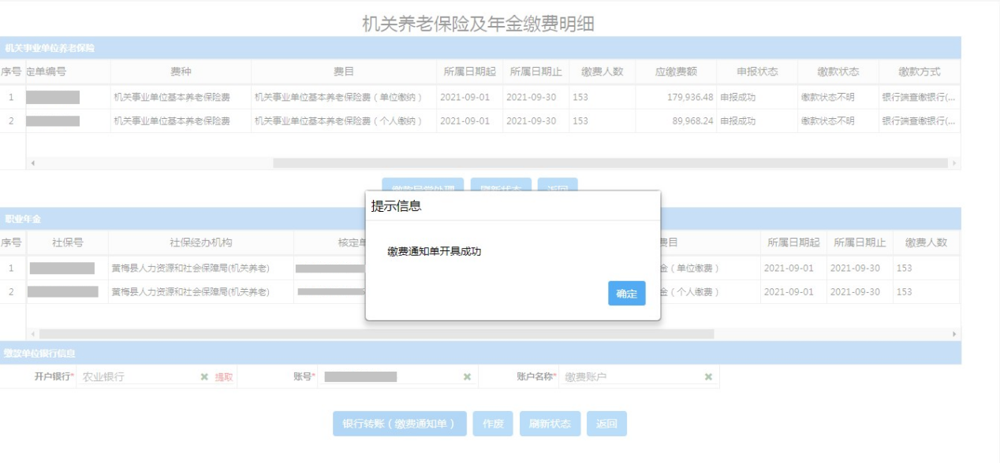 机关养老保险及年金缴费明细
机关事业单位养老保险
序号 定单编号 费种 费目 所属日期起 所属日期止 缴费人数 应缴费额 申报状态 缴款状态 缴款方式
1 机关事业单位基本养老保险费 机关事业单位基本养老保险费（单位缴纳） 2021-09-01 2021-09-30 153 179,936.48 申报成功 缴款状态不明 银行端查缴银行(...
2 机关事业单位基本养老保险费 机关事业单位基本养老保险费（个人缴纳） 2021-09-01 2021-09-30 153 89,968.24 申报成功 缴款状态不明 银行端查缴银行(...
缴款异常处理 刷新状态 返回
提示信息
职业年金
序号 社保号 社保经办机构 核定单 费目 所属日期起 所属日期止 缴费人数
缴费通知单开具成功
1 黄梅县人力资源和社会保障局(机关养老) 金（单位缴费） 2021-09-01 2021-09-30 153
2 黄梅县人力资源和社会保障局(机关养老) 金（个人缴费） 2021-09-01 2021-09-30 153
确定
缴款单位银行信息
开户银行* 农业银行 提取 账号* 账户名称* 缴费账户
银行转账（缴费通知单） 作废 刷新状态 返回